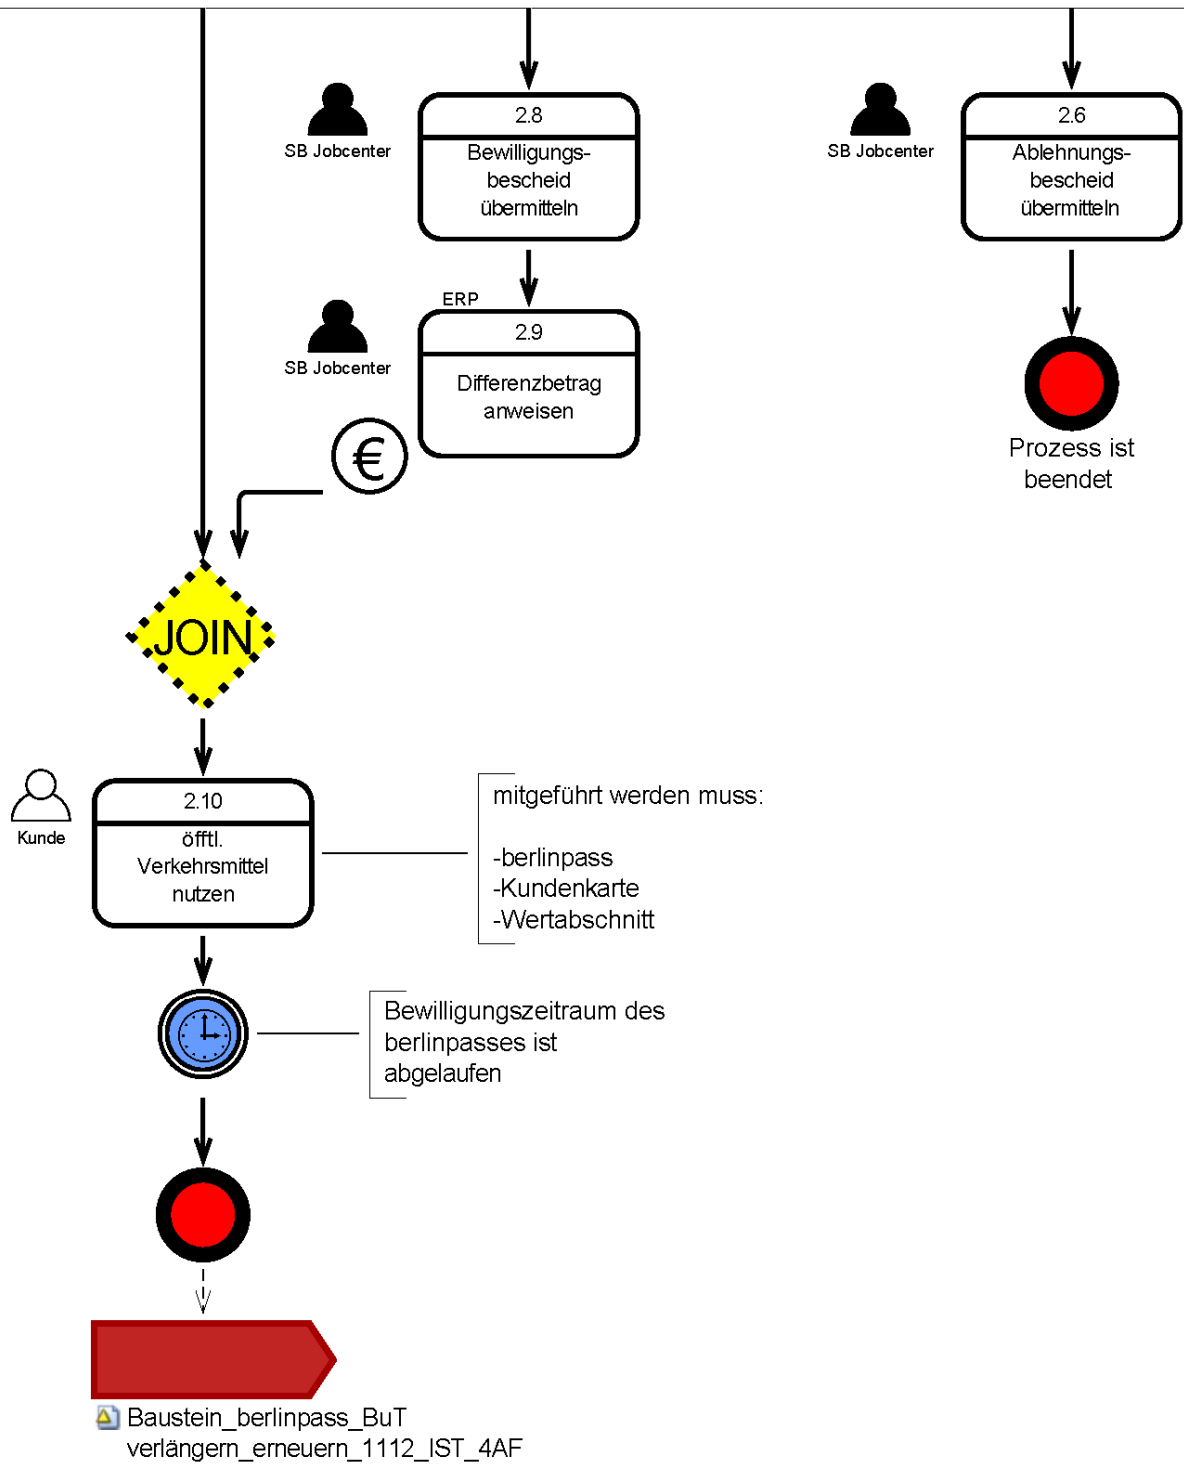 2.8
SB Jobcenter
Bewilligungs-
bescheid
übermitteln
2.6
SB Jobcenter
Ablehnungs-
bescheid
übermitteln
ERP
2.9
SB Jobcenter
Differenzbetrag
anweisen
€
Prozess ist
beendet
JOIN
2.10
Kunde
öfftl.
Verkehrsmittel
nutzen
mitgeführt werden muss:
-berlinpass
-Kundenkarte
-Wertabschnitt
Bewilligungszeitraum des
berlinpasses ist
abgelaufen
Baustein_berlinpass_BuT
verlängern_erneuern_1112_IST_4AF